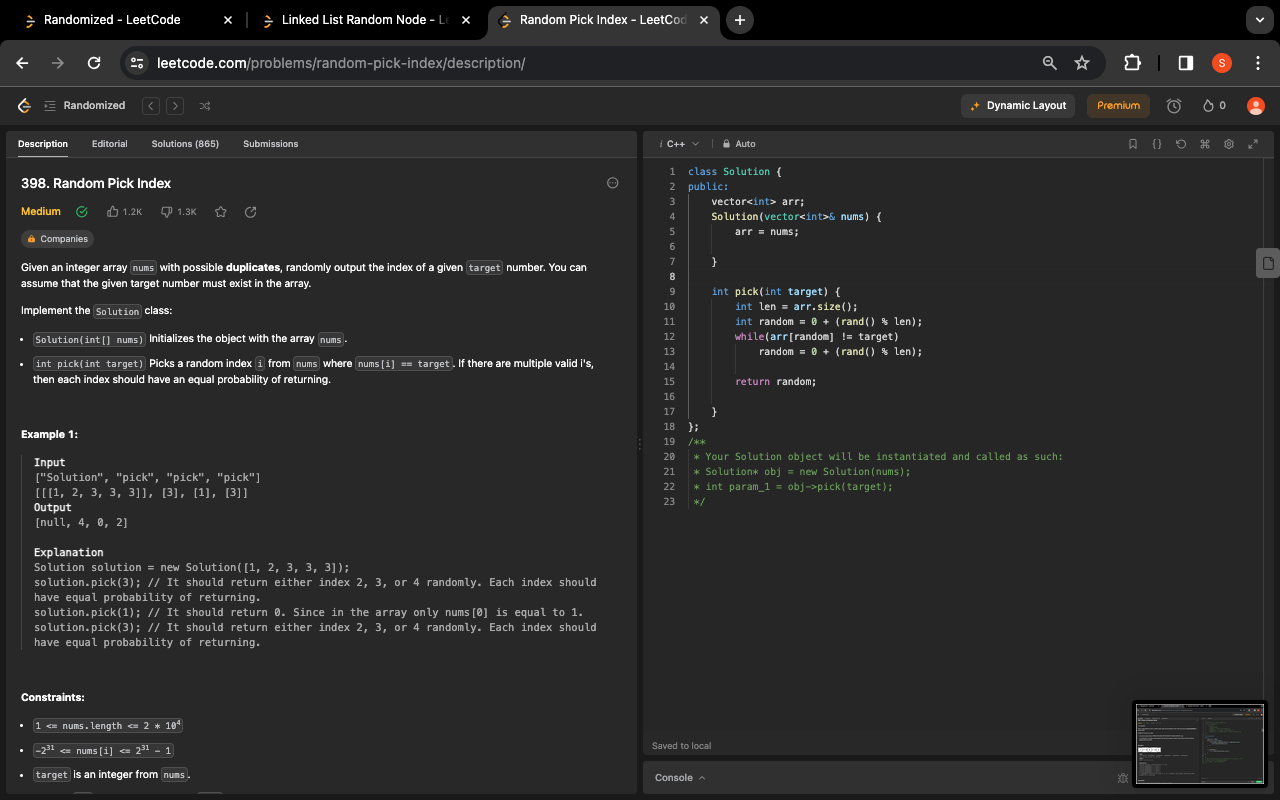 Randomized - LeetCode
Linked List Random Node - Le
Random Pick Index - LeetCod
leetcode.com/problems/random-pick-index/description/
S
Randomized
Dynamic Layout
Premium
0
Description
Editorial
Solutions (865)
Submissions
398. Random Pick Index
Medium
1.2K
1.3K
Companies
Given an integer array nums with possible duplicates, randomly output the index of a given target number. You can
assume that the given target number must exist in the array.
Implement the Solution class:
• Solution(int[] nums) Initializes the object with the array nums.
• int pick(int target) Picks a random index i from nums where nums[i] == target. If there are multiple valid i's,
then each index should have an equal probability of returning.
Example 1:
Input
["Solution", "pick", "pick", "pick"]
[[[1, 2, 3, 3, 3]], [3], [1], [3]]
Output
[null, 4, 0, 2]
Explanation
Solution solution = new Solution([1, 2, 3, 3, 3]);
solution.pick(3); // It should return either index 2, 3, or 4 randomly. Each index should
have equal probability of returning.
solution.pick(1); // It should return 0. Since in the array only nums[0] is equal to 1.
solution.pick(3); // It should return either index 2, 3, or 4 randomly. Each index should
have equal probability of returning.
Constraints:
• 1 <= nums.length <= 2 * 10⁴
• -2³¹ <= nums[i] <= 2³¹ - 1
• target is an integer from nums.
i C++
Auto
1 class Solution {
2 public:
3 vector<int> arr;
4 Solution(vector<int>& nums) {
5 arr = nums;
6
7 }
8
9 int pick(int target) {
10 int len = arr.size();
11 int random = 0 + (rand() % len);
12 while(arr[random] != target)
13 random = 0 + (rand() % len);
14
15 return random;
16
17 }
18 };
19 /**
20 * Your Solution object will be instantiated and called as such:
21 * Solution* obj = new Solution(nums);
22 * int param_1 = obj->pick(target);
23 */
Saved to local
Console